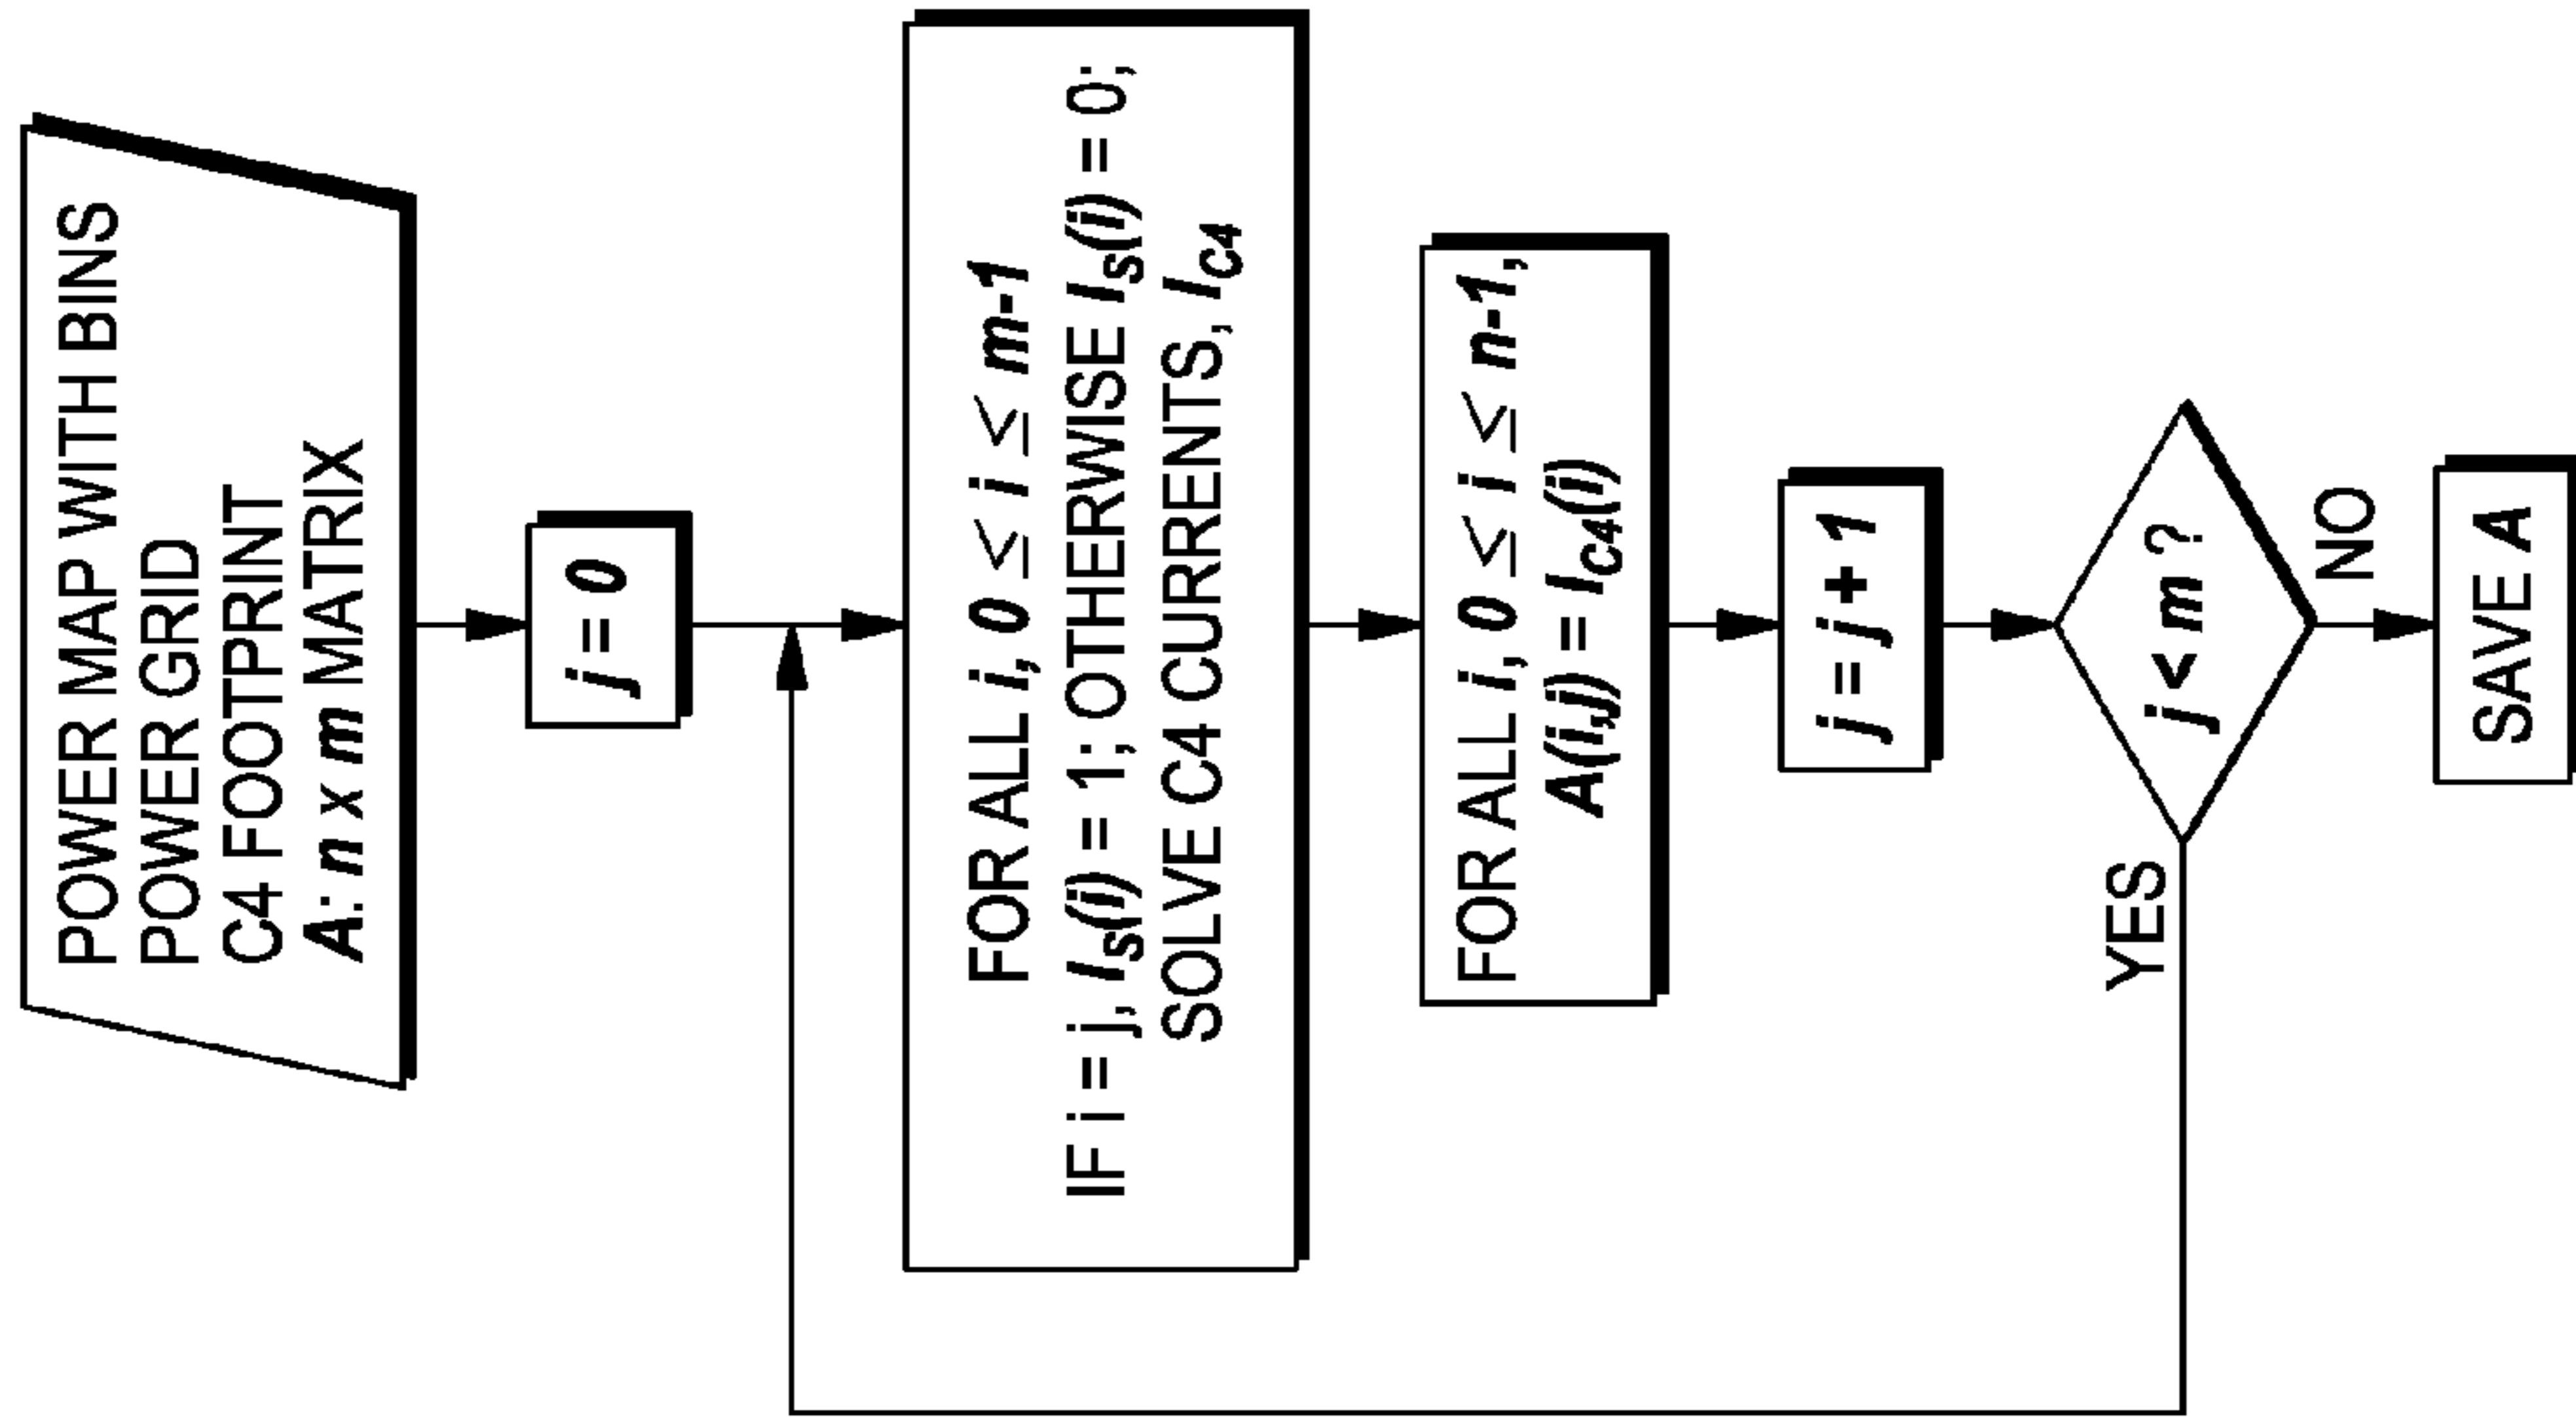 POWER MAP WITH BINS
POWER GRID
C4 FOOTPRINT
A: n x m MATRIX
j = 0
FOR ALL i, 0 ≤ i ≤ m-1
IF i = j, Is(i) = 1; OTHERWISE Is(i) = 0;
SOLVE C4 CURRENTS, IC4
FOR ALL i, 0 ≤ i ≤ n-1,
A(i,j) = IC4(i)
j = j + 1
j < m ?
YES
NO
SAVE A